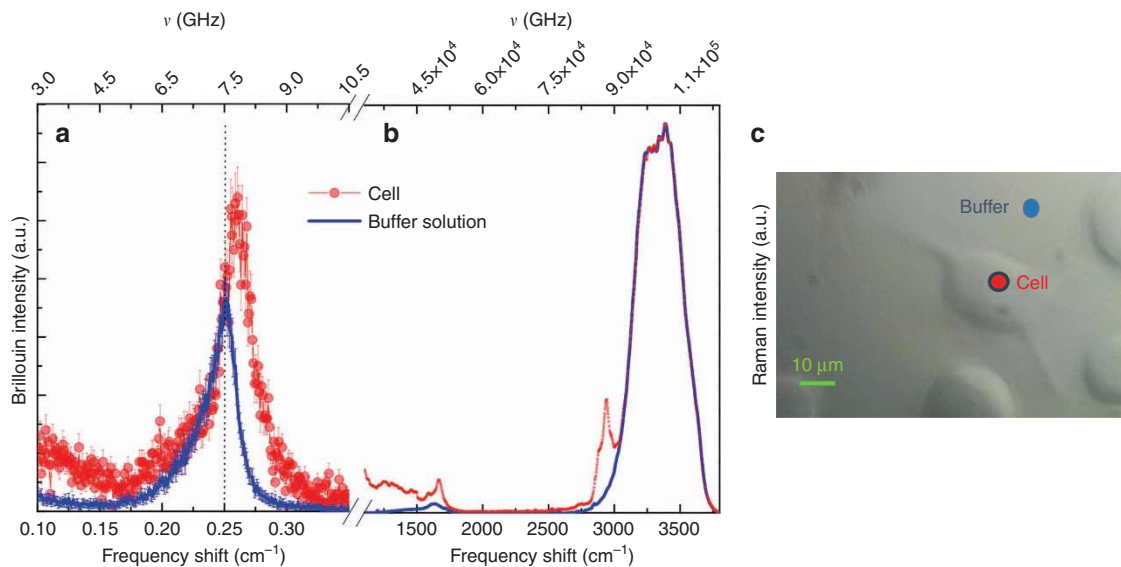 ν (GHz)
3.0 4.5 6.5 7.5 9.0 10.5
ν (GHz)
4.5×10⁴ 6.0×10⁴ 7.5×10⁴ 9.0×10⁴ 1.1×10⁵
a
b
c
Cell
Buffer solution
Brillouin intensity (a.u.)
0.10 0.15 0.20 0.25 0.30
Frequency shift (cm⁻¹)
1500 2000 2500 3000 3500
Frequency shift (cm⁻¹)
Raman intensity (a.u.)
Buffer
Cell
10 μm